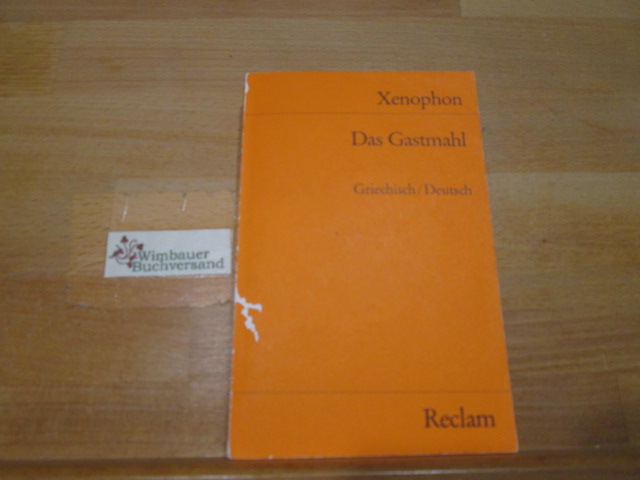 Xenophon
Das Gastmahl
Griechisch/Deutsch
Wimbauer
Buchversand
Reclam